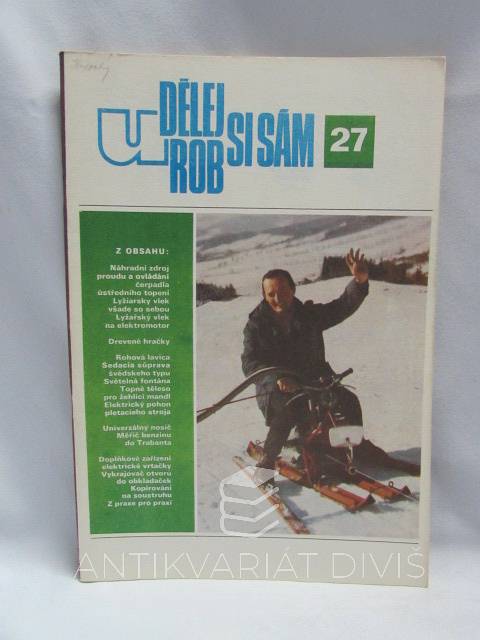 DĚLEJ
U SI SÁM 27
ROB
Z OBSAHU:
Náhradní zdroj
proudu a ovládání
čerpadla
ústředního topení
Lyžiarsky vlek
všade so sebou
Lyžařský vlek
na elektromotor
Drevené hračky
Rohová lavica
Sedacia súprava
švédskeho typu
Světelná fontána
Topné těleso
pro žehlicí mandl
Elektrický pohon
pletacieho stroja
Univerzálny nosič
Měřič benzínu
do Trabanta
Doplňkové zařízení
elektrické vrtačky
Vykrajovač otvorů
do obkladaček
Kopírování
na soustruhu
Z praxe pro praxi
ANTIKVARIÁT DIVIŠ